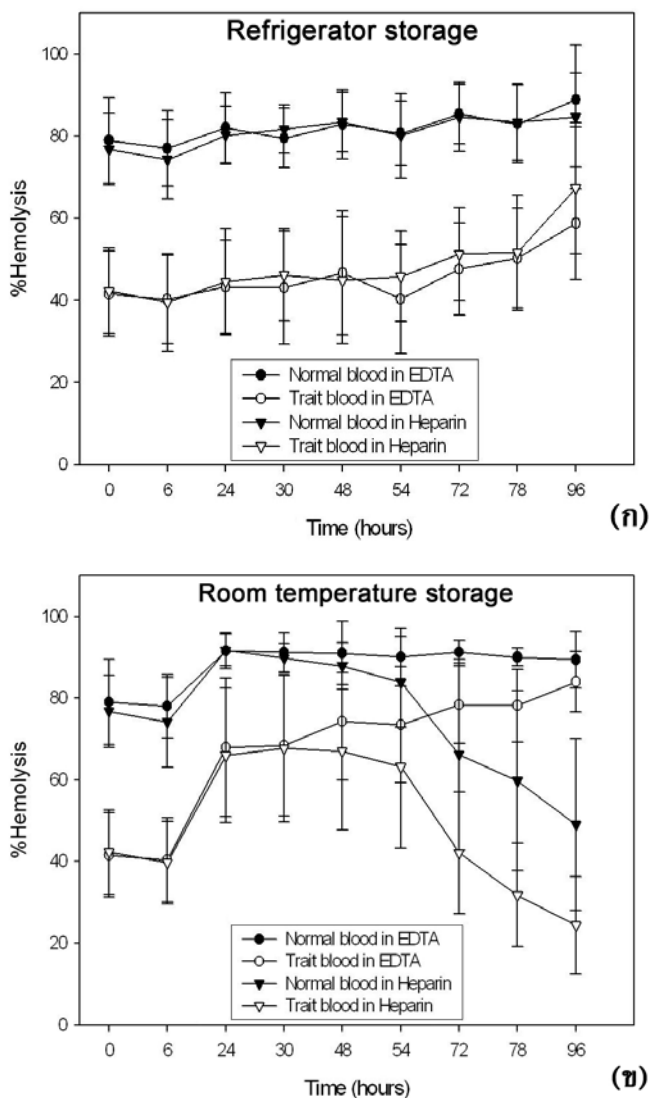 Refrigerator storage
100
80
60
40
20
0
%Hemolysis
Normal blood in EDTA
Trait blood in EDTA
Normal blood in Heparin
Trait blood in Heparin
0 6 24 30 48 54 72 78 96
Time (hours)
(ก)
Room temperature storage
100
80
60
40
20
0
%Hemolysis
Normal blood in EDTA
Trait blood in EDTA
Normal blood in Heparin
Trait blood in Heparin
0 6 24 30 48 54 72 78 96
Time (hours)
(ข)